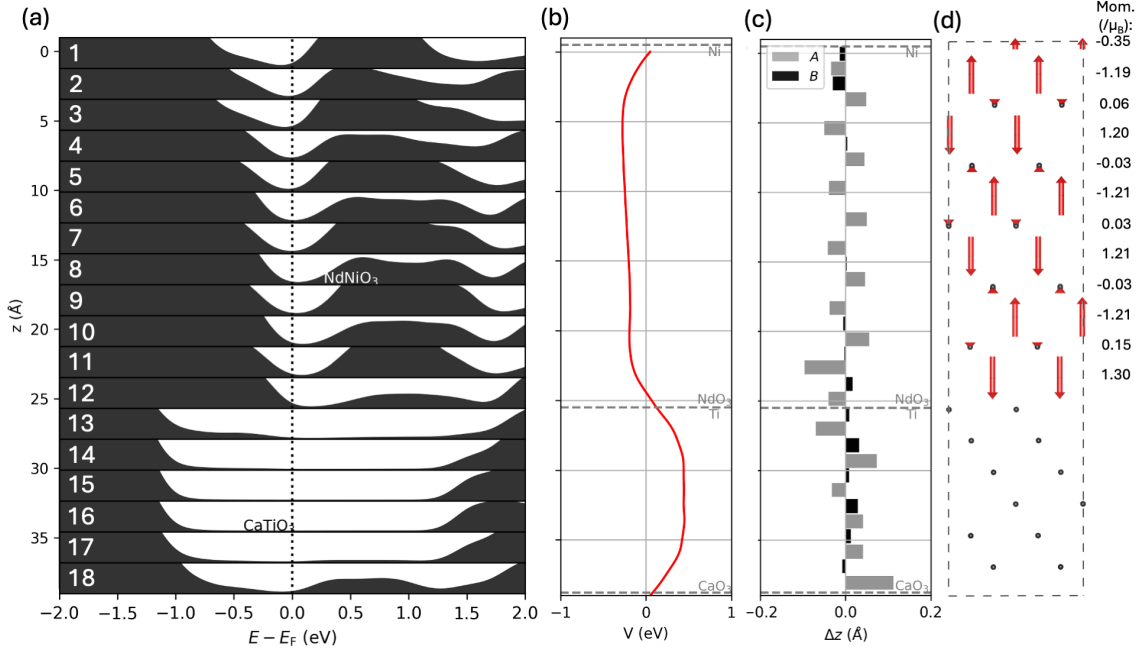 (a)
(b)
(c)
(d)
Mom.
(/μB):
0
5
10
15
20
25
30
35
z (Å)
1
2
3
4
5
6
7
8
9
10
11
12
13
14
15
16
17
18
NdNiO3
CaTiO3
−2.0 −1.5 −1.0 −0.5 0.0 0.5 1.0 1.5 2.0
E − EF (eV)
Ni
NdO3
Ti
CaO3
−1 0 1
V (eV)
A
B
Ni
NdO3
Ti
CaO3
−0.2 0.0 0.2
Δz (Å)
-0.35
-1.19
0.06
1.20
-0.03
-1.21
0.03
1.21
-0.03
-1.21
0.15
1.30